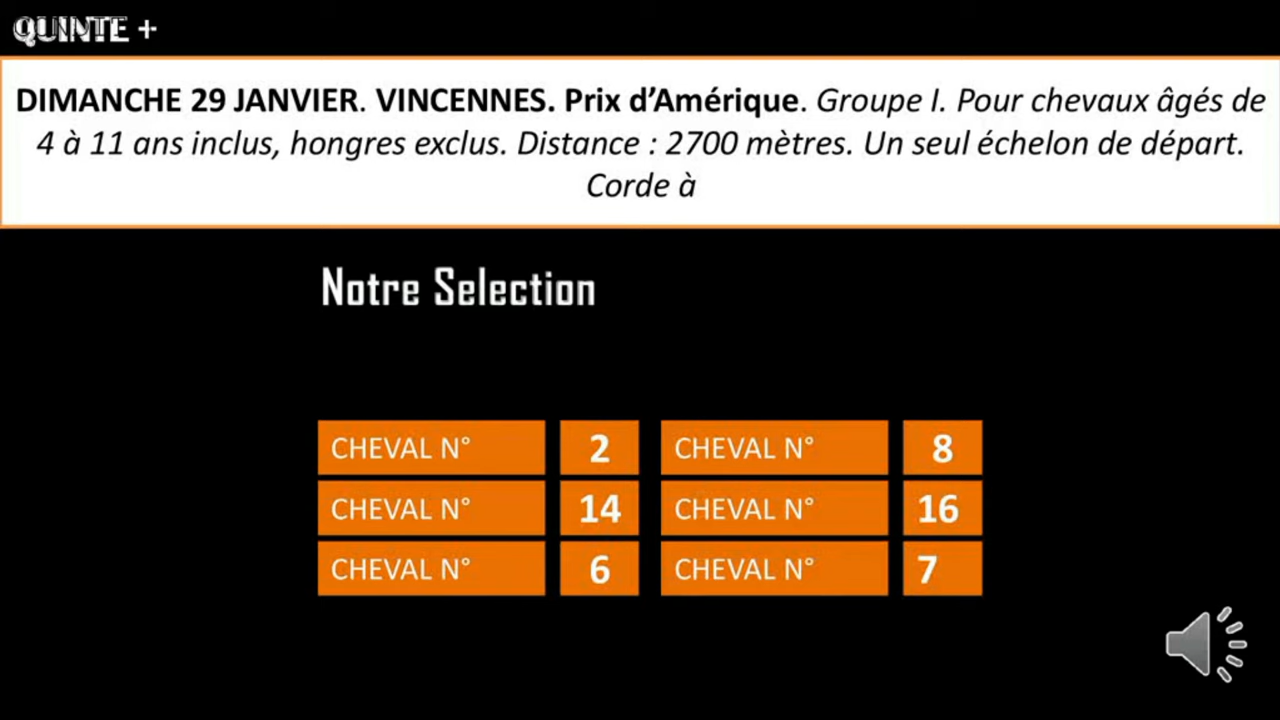 QUINTE +
DIMANCHE 29 JANVIER. VINCENNES. Prix d’Amérique. Groupe I. Pour chevaux âgés de
4 à 11 ans inclus, hongres exclus. Distance : 2700 mètres. Un seul échelon de départ.
Corde à
Notre Selection
CHEVAL N° 2 CHEVAL N° 8
CHEVAL N° 14 CHEVAL N° 16
CHEVAL N° 6 CHEVAL N° 7